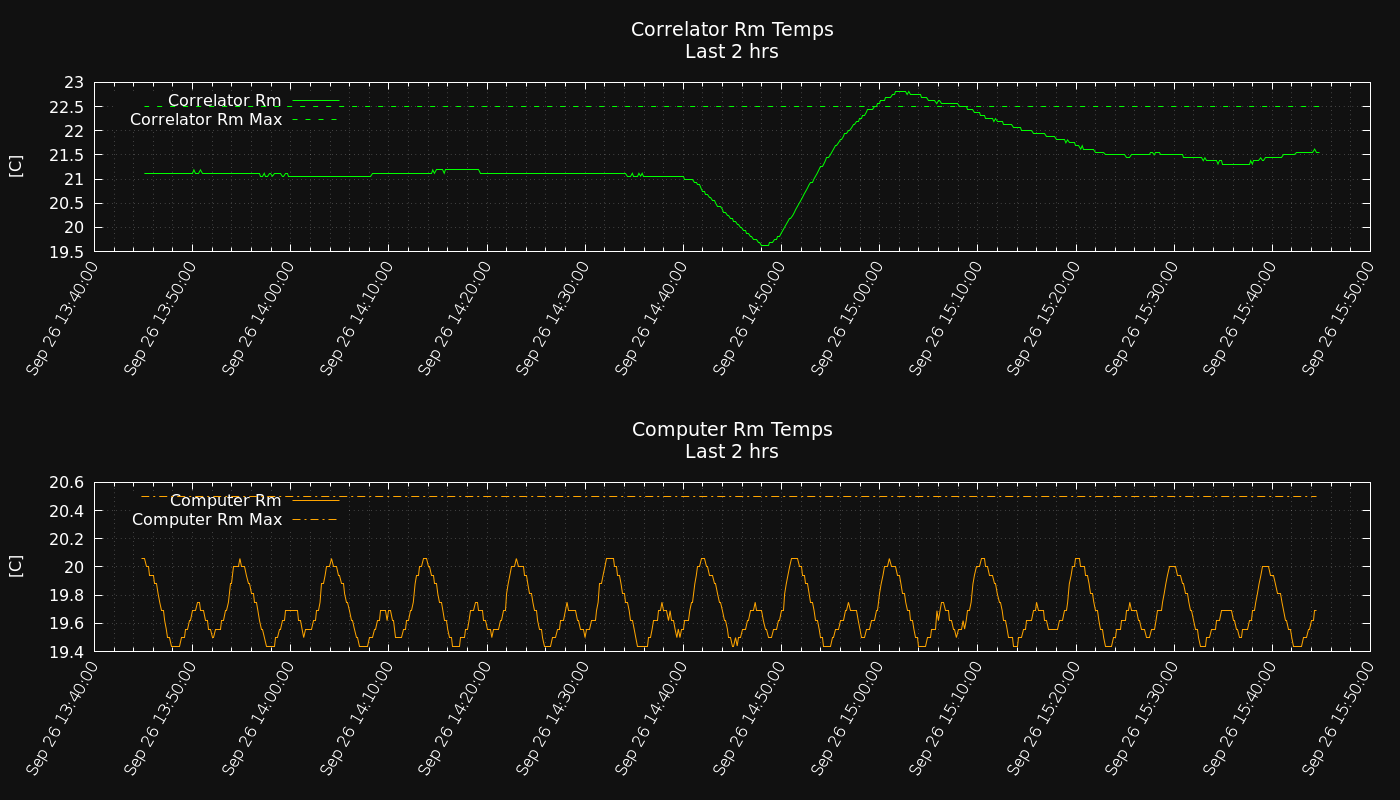 Correlator Rm Temps
Last 2 hrs
[C]
23
22.5
22
21.5
21
20.5
20
19.5
Correlator Rm
Correlator Rm Max
Sep 26 13:40:00
Sep 26 13:50:00
Sep 26 14:00:00
Sep 26 14:10:00
Sep 26 14:20:00
Sep 26 14:30:00
Sep 26 14:40:00
Sep 26 14:50:00
Sep 26 15:00:00
Sep 26 15:10:00
Sep 26 15:20:00
Sep 26 15:30:00
Sep 26 15:40:00
Sep 26 15:50:00
Computer Rm Temps
Last 2 hrs
[C]
20.6
20.4
20.2
20
19.8
19.6
19.4
Computer Rm
Computer Rm Max
Sep 26 13:40:00
Sep 26 13:50:00
Sep 26 14:00:00
Sep 26 14:10:00
Sep 26 14:20:00
Sep 26 14:30:00
Sep 26 14:40:00
Sep 26 14:50:00
Sep 26 15:00:00
Sep 26 15:10:00
Sep 26 15:20:00
Sep 26 15:30:00
Sep 26 15:40:00
Sep 26 15:50:00